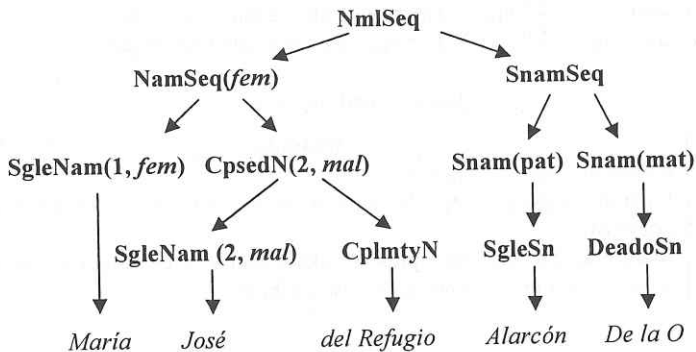 NmlSeq
NamSeq(fem) SnamSeq
SgleNam(1, fem) CpsedN(2, mal) Snam(pat) Snam(mat)
SgleNam (2, mal) CplmtyN SgleSn DeadoSn
María José del Refugio Alarcón De la O